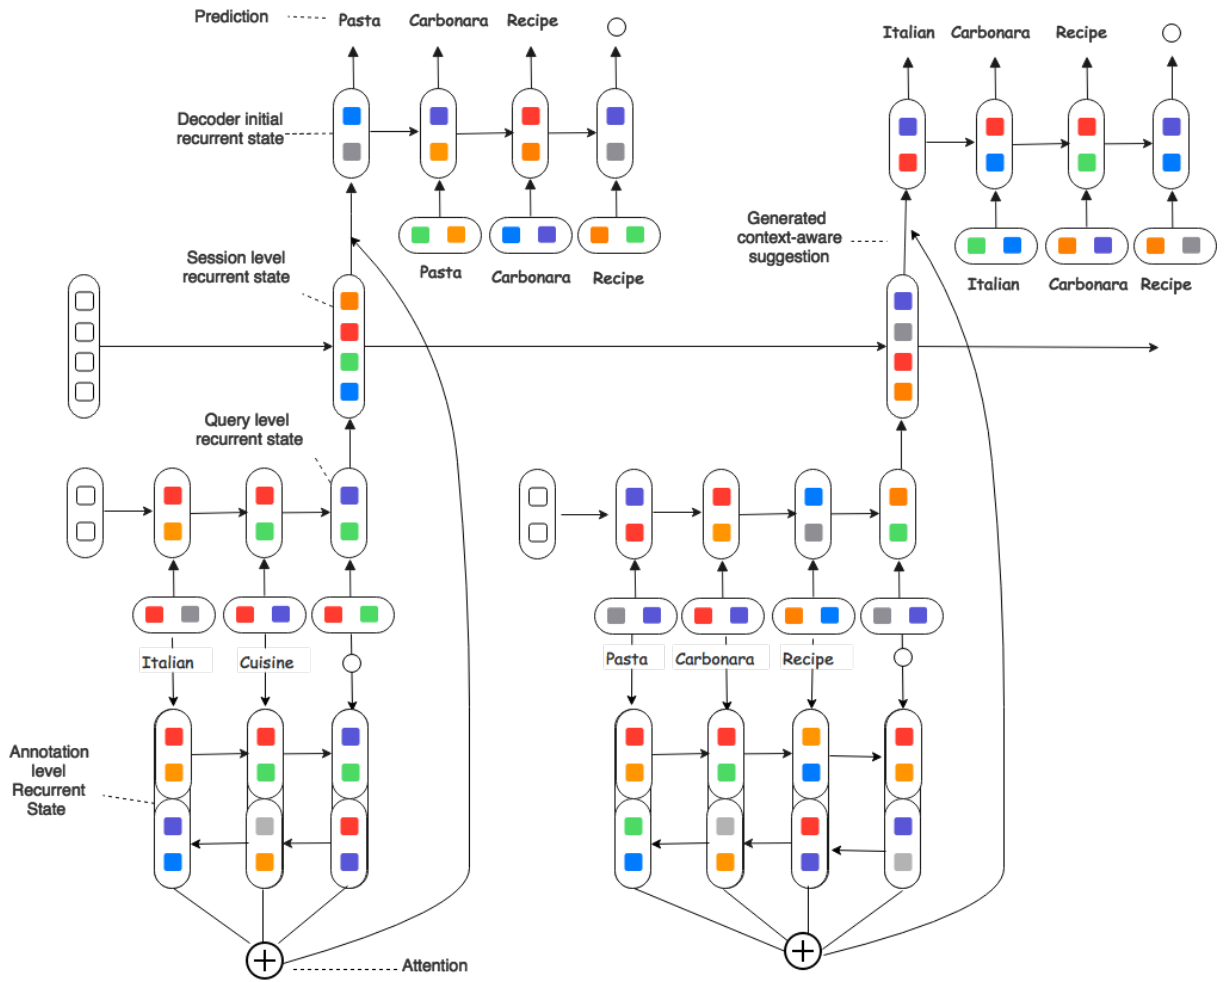 Prediction
Pasta
Carbonara
Recipe
Italian
Carbonara
Recipe
Decoder initial
recurrent state
Pasta
Carbonara
Recipe
Generated
context-aware
suggestion
Italian
Carbonara
Recipe
Session level
recurrent state
Query level
recurrent state
Italian
Cuisine
Pasta
Carbonara
Recipe
Annotation
level
Recurrent
State
Attention